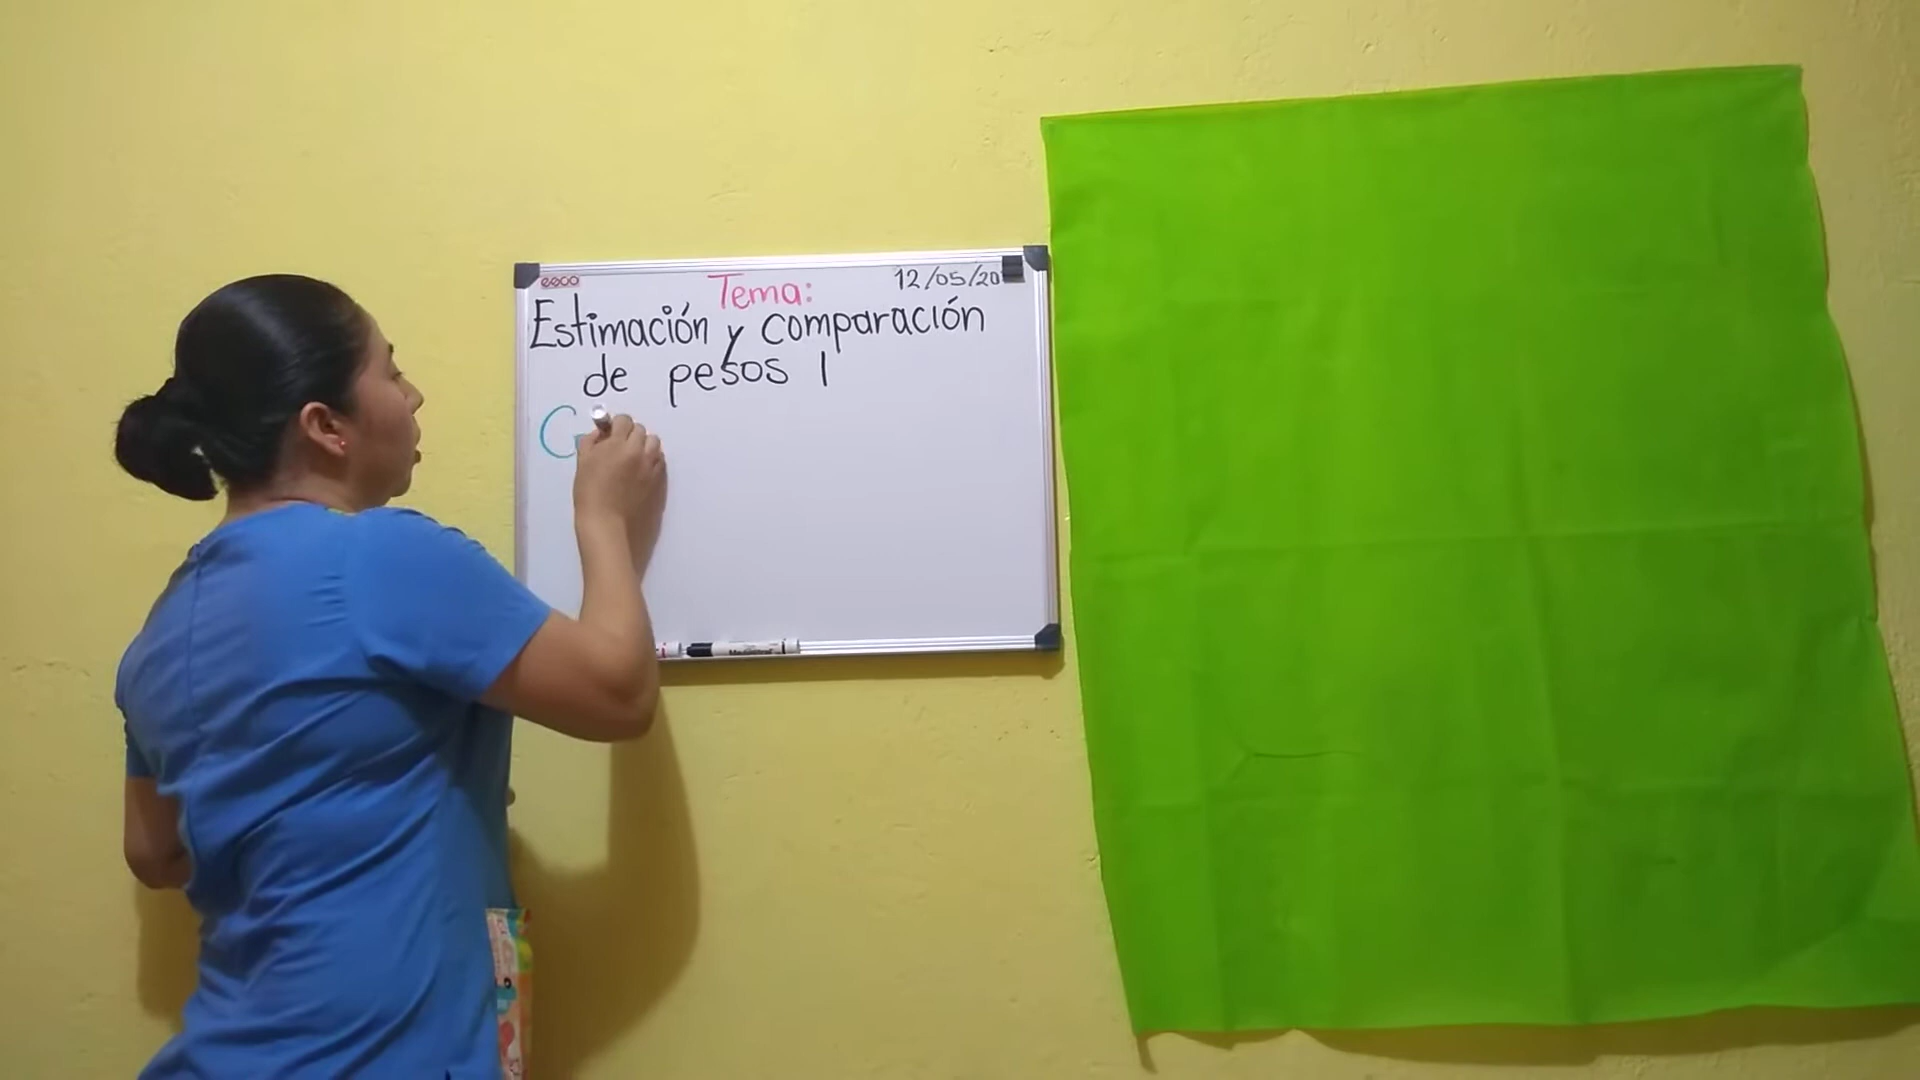 Tema:
12/05/20
Estimación y comparación
de pesos 1
C